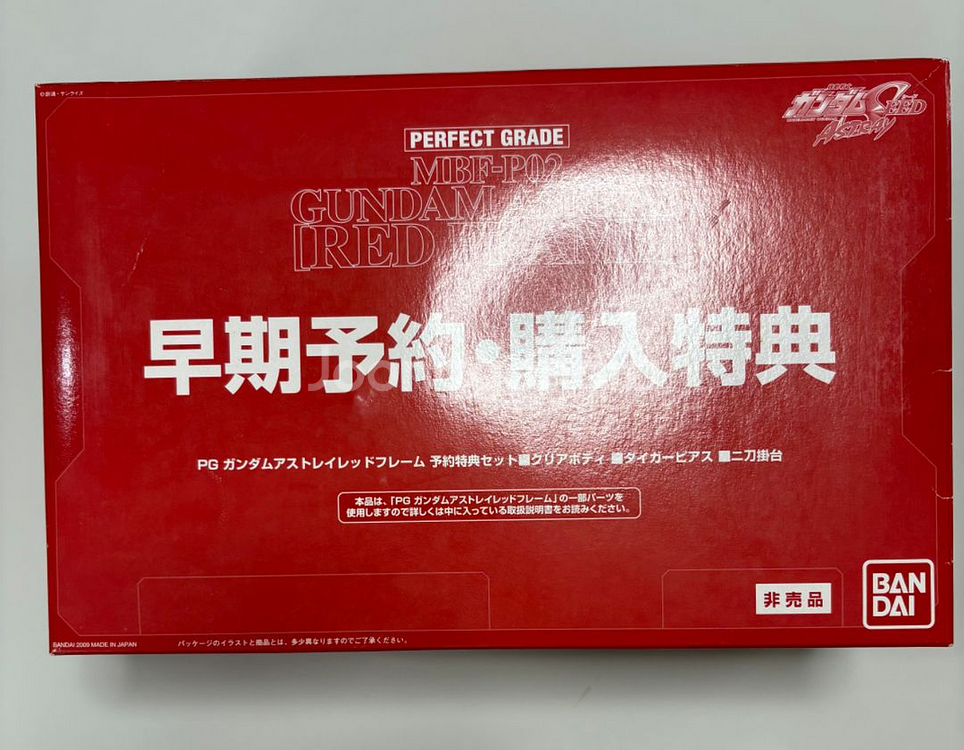 ©創通・サンライズ
ガンダムSEED
ASTRAY
PERFECT GRADE
MBF-P02
GUNDAM
[RED
早期予約・購入特典
PG ガンダムアストレイレッドフレーム 予約特典セット■クリアボディ ■タイガーピアス ■二刀掛台
本品は、「PG ガンダムアストレイレッドフレーム」の一部パーツを
使用しますので詳しくは中に入っている取扱説明書をお読みください。
非売品
BAN
DAI
BANDAI 2009 MADE IN JAPAN
パッケージのイラストと商品とは、多少異なりますのでご了承ください。